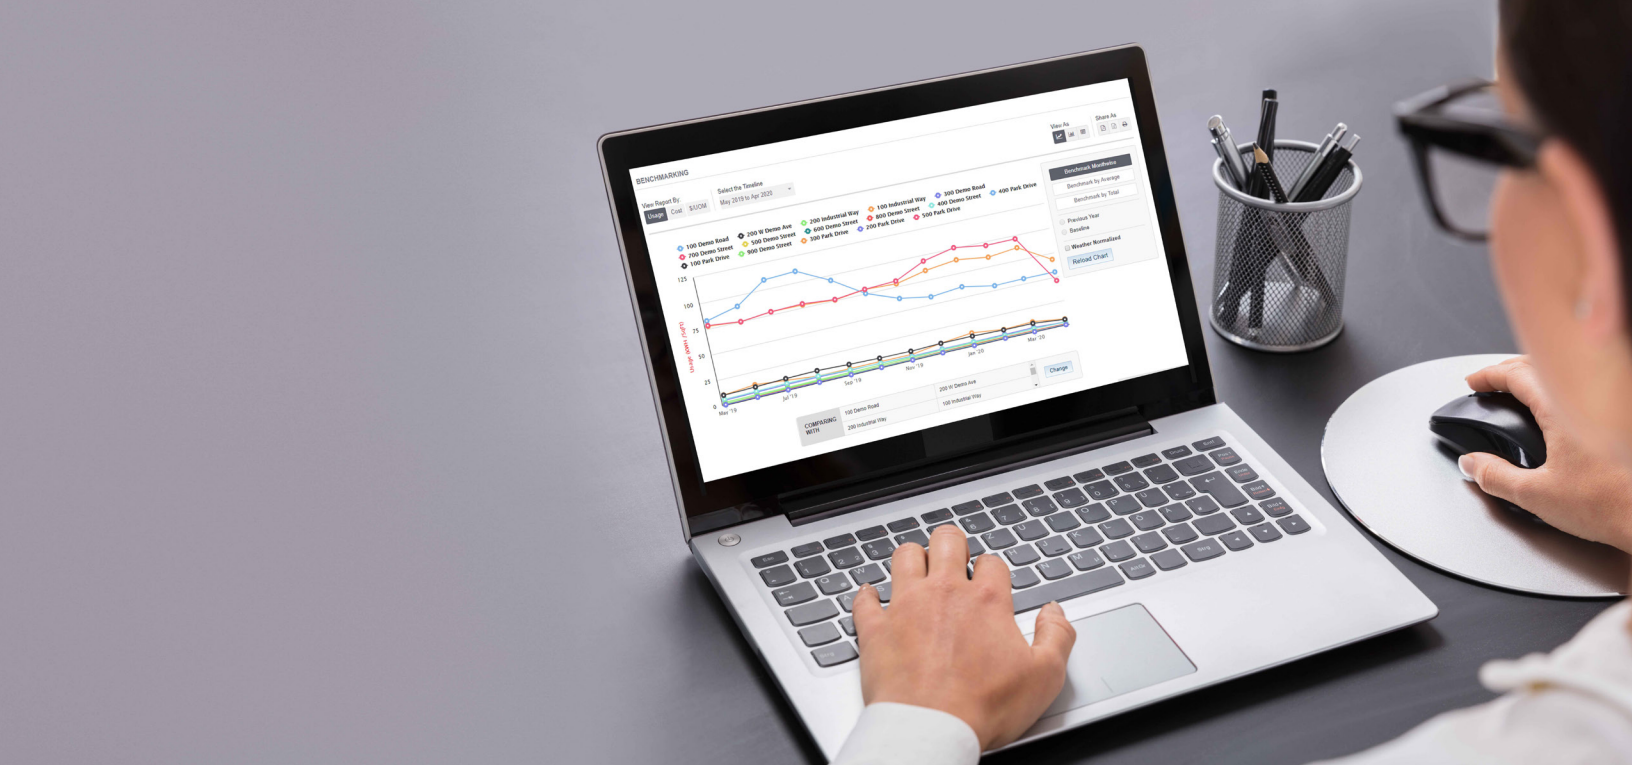 BENCHMARKING
View Report By:
Usage Cost $/UOM
Select the Timeline
May 2019 to Apr 2020
View As
Share As
100 Demo Road 200 W Demo Ave 200 Industrial Way 100 Industrial Way 300 Demo Road 400 Park Drive
700 Demo Street 500 Demo Street 600 Demo Street 800 Demo Street 400 Demo Street
100 Park Drive 900 Demo Street 300 Park Drive 200 Park Drive 500 Park Drive
Benchmark Monthwise
Benchmark by Average
Benchmark by Total
Previous Year
Baseline
Weather Normalized
Reload Chart
125
100
75
50
25
0
May '19 Jul '19 Sep '19 Nov '19 Jan '20 Mar '20
COMPARING WITH
100 Demo Road 200 W Demo Ave
200 Industrial Way 100 Industrial Way
Change